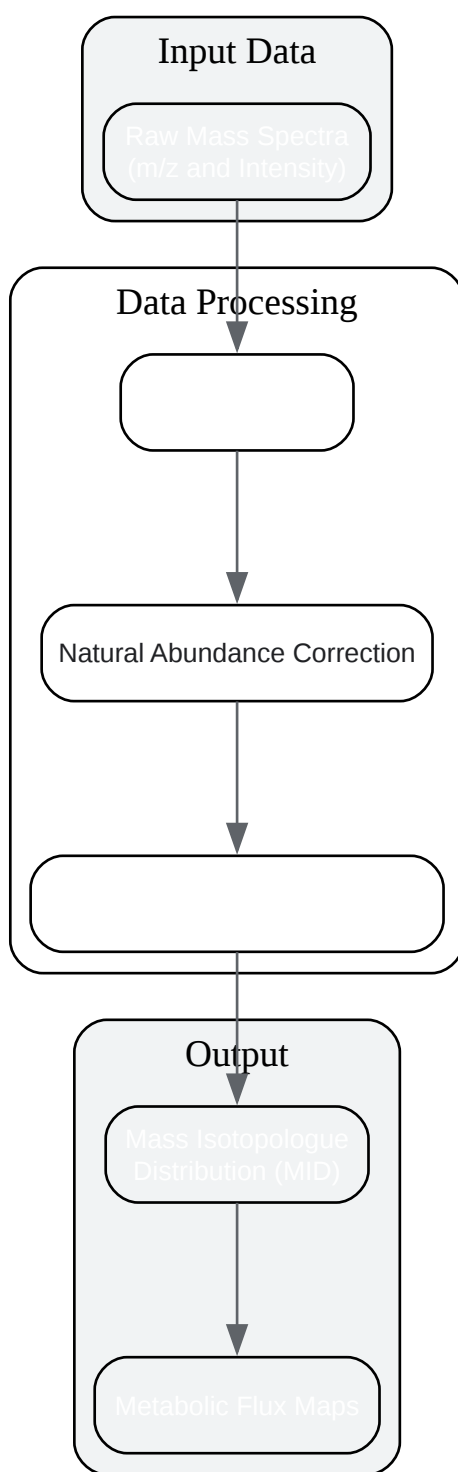 Input Data
Raw Mass Spectra
(m/z and Intensity)
Data Processing
Natural Abundance Correction
Output
Mass Isotopologue
Distribution (MID)
Metabolic Flux Maps